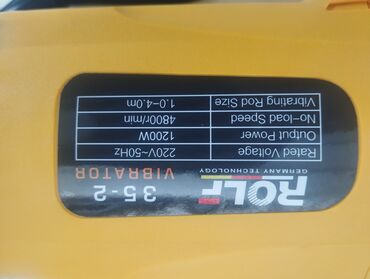 ROLF
GERMANY TECHNOLOGY
35-2
VIBRATOR
Rated Voltage 220V~50Hz
Output Power 1200W
No-load Speed 4800r/min
Vibrating Rod Size 1.0-4.0m